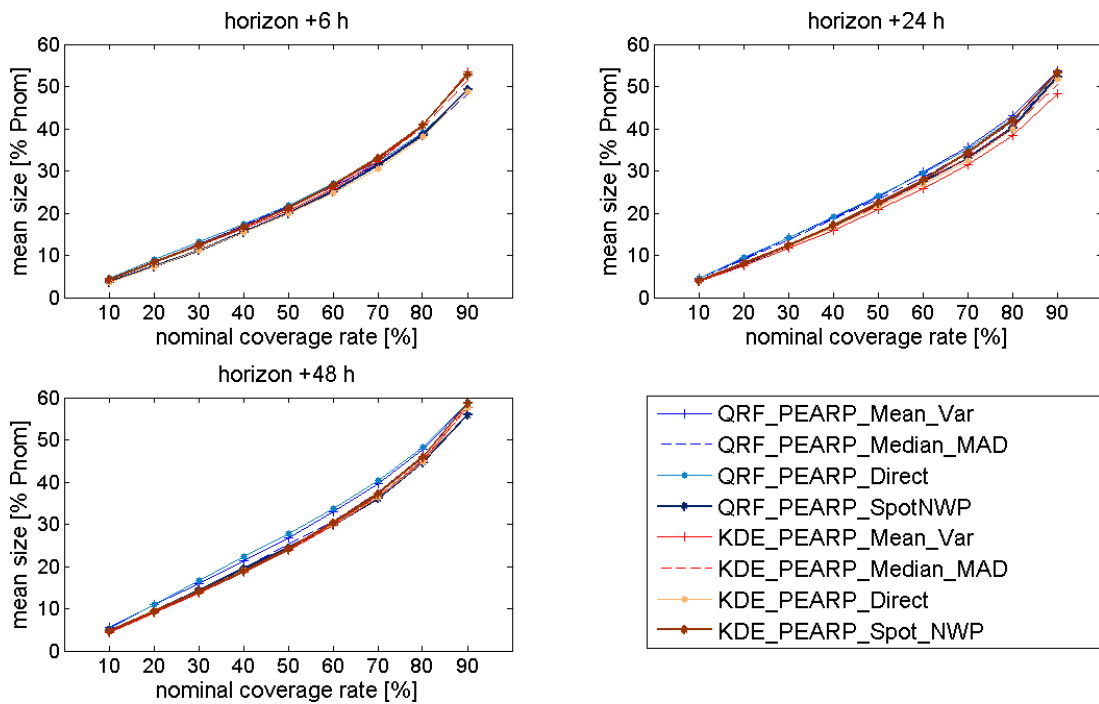 horizon +6 h
mean size [% Pnom]
60
50
40
30
20
10
0
10 20 30 40 50 60 70 80 90
nominal coverage rate [%]
horizon +24 h
mean size [% Pnom]
60
50
40
30
20
10
0
10 20 30 40 50 60 70 80 90
nominal coverage rate [%]
horizon +48 h
mean size [% Pnom]
60
50
40
30
20
10
0
10 20 30 40 50 60 70 80 90
nominal coverage rate [%]
QRF_PEARP_Mean_Var
QRF_PEARP_Median_MAD
QRF_PEARP_Direct
QRF_PEARP_SpotNWP
KDE_PEARP_Mean_Var
KDE_PEARP_Median_MAD
KDE_PEARP_Direct
KDE_PEARP_Spot_NWP